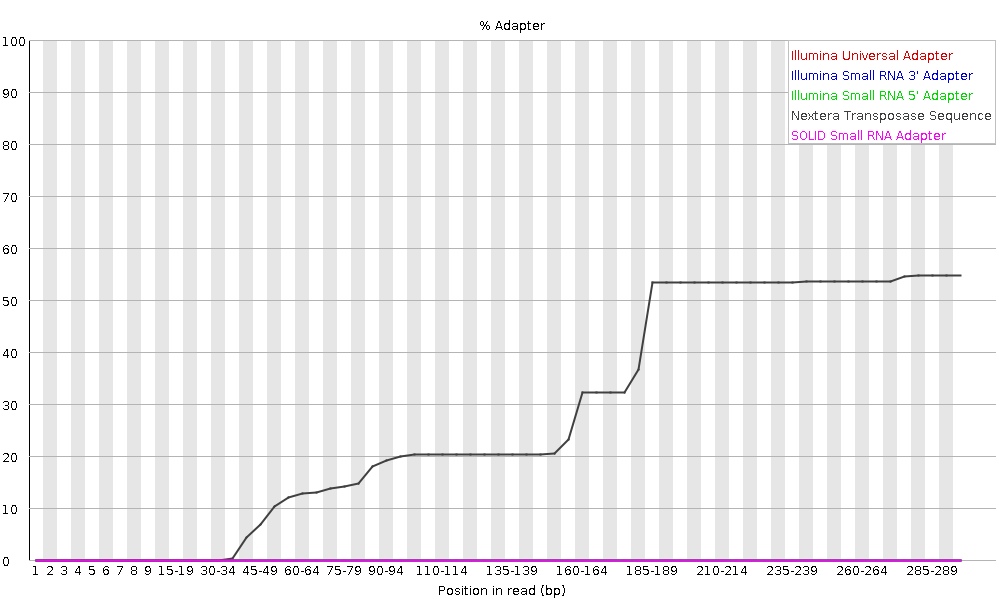 % Adapter
100
90
80
70
60
50
40
30
20
10
0
Illumina Universal Adapter
Illumina Small RNA 3' Adapter
Illumina Small RNA 5' Adapter
Nextera Transposase Sequence
SOLID Small RNA Adapter
1 2 3 4 5 6 7 8 9 15-19 30-34 45-49 60-64 75-79 90-94 110-114 135-139 160-164 185-189 210-214 235-239 260-264 285-289
Position in read (bp)